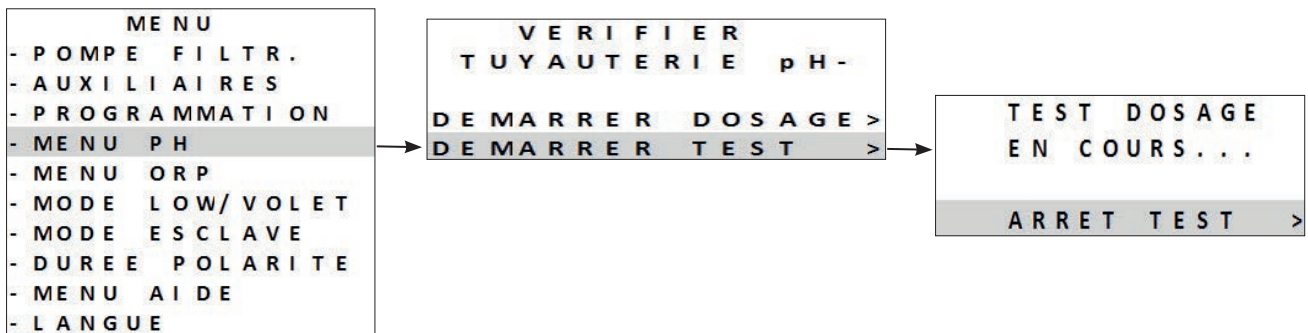 MENU
- POMPE FILTR.
- AUXILIAIRES
- PROGRAMMATION
- MENU PH
- MENU ORP
- MODE LOW/VOLET
- MODE ESCLAVE
- DUREE POLARITE
- MENU AIDE
- LANGUE
VERIFIER
TUYAUTERIE pH-
DEMARRER DOSAGE>
DEMARRER TEST >
TEST DOSAGE
EN COURS...
ARRET TEST >